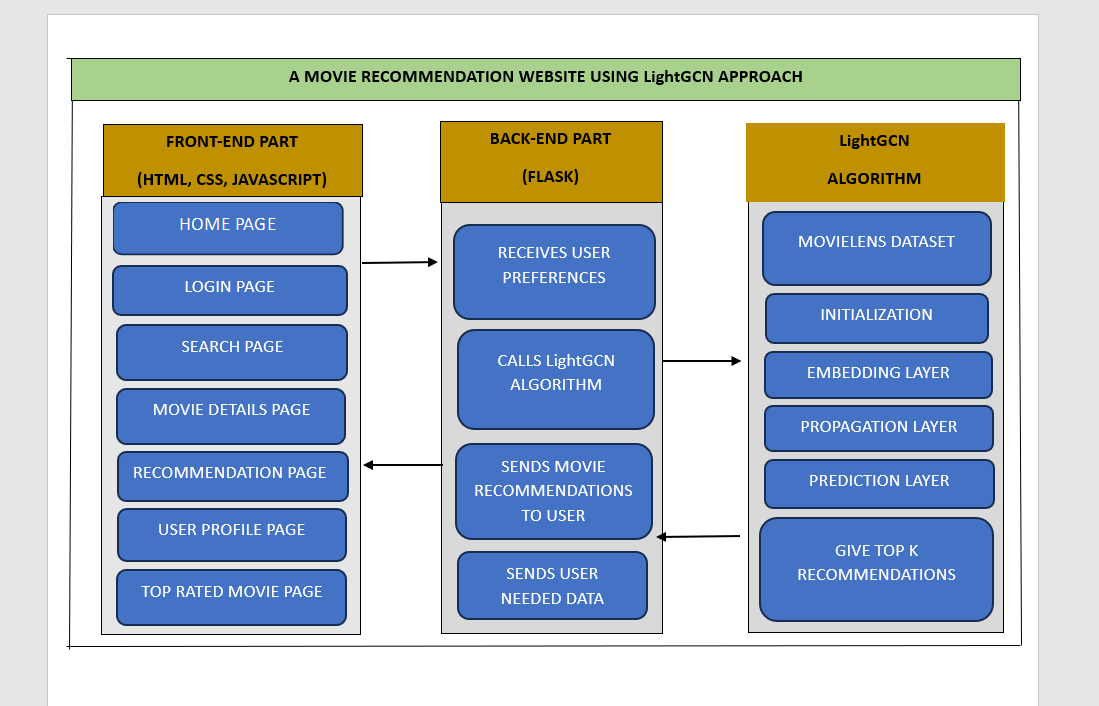 A MOVIE RECOMMENDATION WEBSITE USING LightGCN APPROACH
FRONT-END PART
(HTML, CSS, JAVASCRIPT)
HOME PAGE
LOGIN PAGE
SEARCH PAGE
MOVIE DETAILS PAGE
RECOMMENDATION PAGE
USER PROFILE PAGE
TOP RATED MOVIE PAGE
BACK-END PART
(FLASK)
RECEIVES USER
PREFERENCES
CALLS LightGCN
ALGORITHM
SENDS MOVIE
RECOMMENDATIONS
TO USER
SENDS USER
NEEDED DATA
LightGCN
ALGORITHM
MOVIELENS DATASET
INITIALIZATION
EMBEDDING LAYER
PROPAGATION LAYER
PREDICTION LAYER
GIVE TOP K
RECOMMENDATIONS